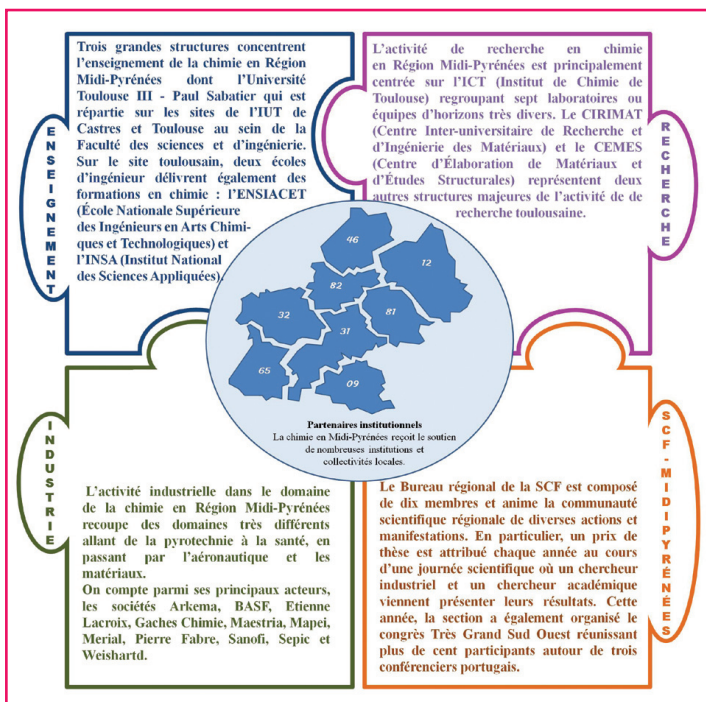 Trois grandes structures concentrent
l'enseignement de la chimie en Région
Midi-Pyrénées dont l'Université
Toulouse III - Paul Sabatier qui est
répartie sur les sites de l'IUT de
Castres et Toulouse au sein de la
Faculté des sciences et d'ingénierie.
Sur le site toulousain, deux écoles
d'ingénieur délivrent également des
formations en chimie : l'ENSIACET
(École Nationale Supérieure
des Ingénieurs en Arts Chimi-
ques et Technologiques) et
l'INSA (Institut National
des Sciences Appliquées).
ENSEIGNEMENT
L'activité de recherche en chimie
en Région Midi-Pyrénées est principalement
centrée sur l'ICT (Institut de Chimie de
Toulouse) regroupant sept laboratoires ou
équipes d'horizons très divers. Le CIRIMAT
(Centre Inter-universitaire de Recherche et
d'Ingénierie des Matériaux) et le CEMES
(Centre d'Élaboration de Matériaux et
d'Études Structurales) représentent deux
autres structures majeures de l'activité de de
recherche toulousaine.
RECHERCHE
46
12
82
32
81
31
65
09
Partenaires institutionnels
La chimie en Midi-Pyrénées reçoit le soutien
de nombreuses institutions et
collectivités locales.
INDUSTRIE
L'activité industrielle dans le domaine
de la chimie en Région Midi-Pyrénées
recoupe des domaines très différents
allant de la pyrotechnie à la santé, en
passant par l'aéronautique et les
matériaux.
On compte parmi ses principaux acteurs,
les sociétés Arkema, BASF, Etienne
Lacroix, Gaches Chimie, Maestria, Mapei,
Merial, Pierre Fabre, Sanofi, Sepic et
Weishartd.
SCF-MIDIPYRÉNÉES
Le Bureau régional de la SCF est composé
de dix membres et anime la communauté
scientifique régionale de diverses actions et
manifestations. En particulier, un prix de
thèse est attribué chaque année au cours
d'une journée scientifique où un chercheur
industriel et un chercheur académique
viennent présenter leurs résultats. Cette
année, la section a également organisé le
congrès Très Grand Sud Ouest réunissant
plus de cent participants autour de trois
conférenciers portugais.